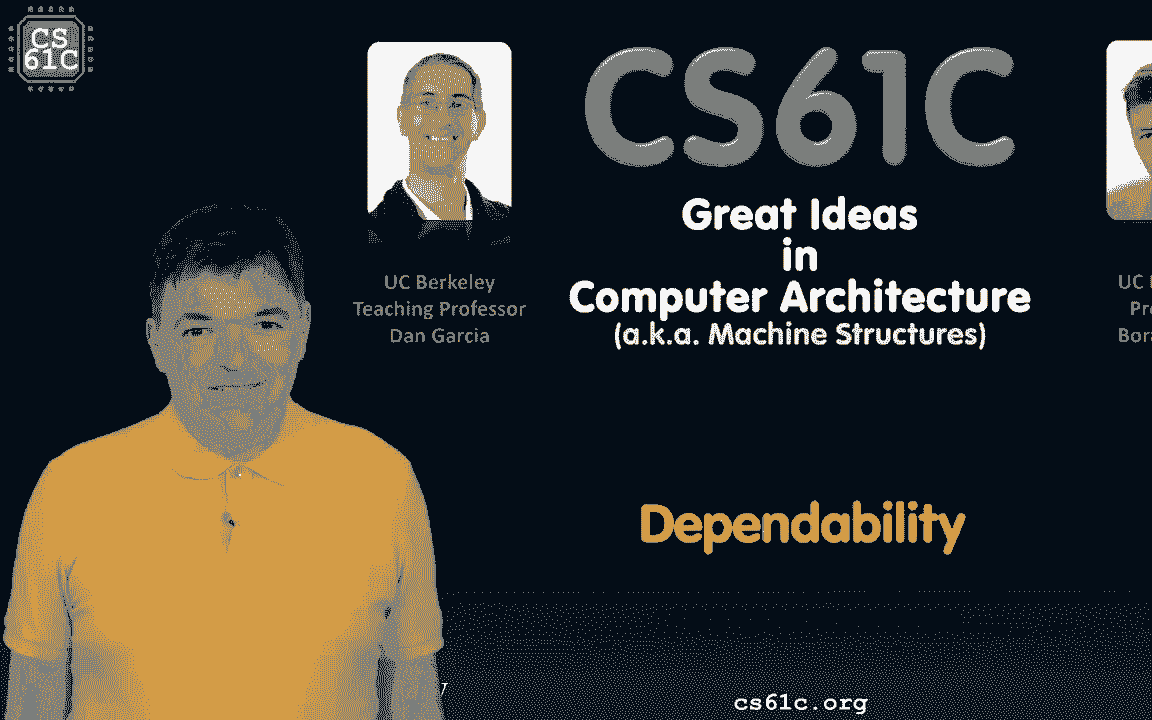 CS
61C
CS61C
Great Ideas
in
Computer Architecture
(a.k.a. Machine Structures)
UC Berkeley
Teaching Professor
Dan Garcia
UC
Dependability
cs61c.org